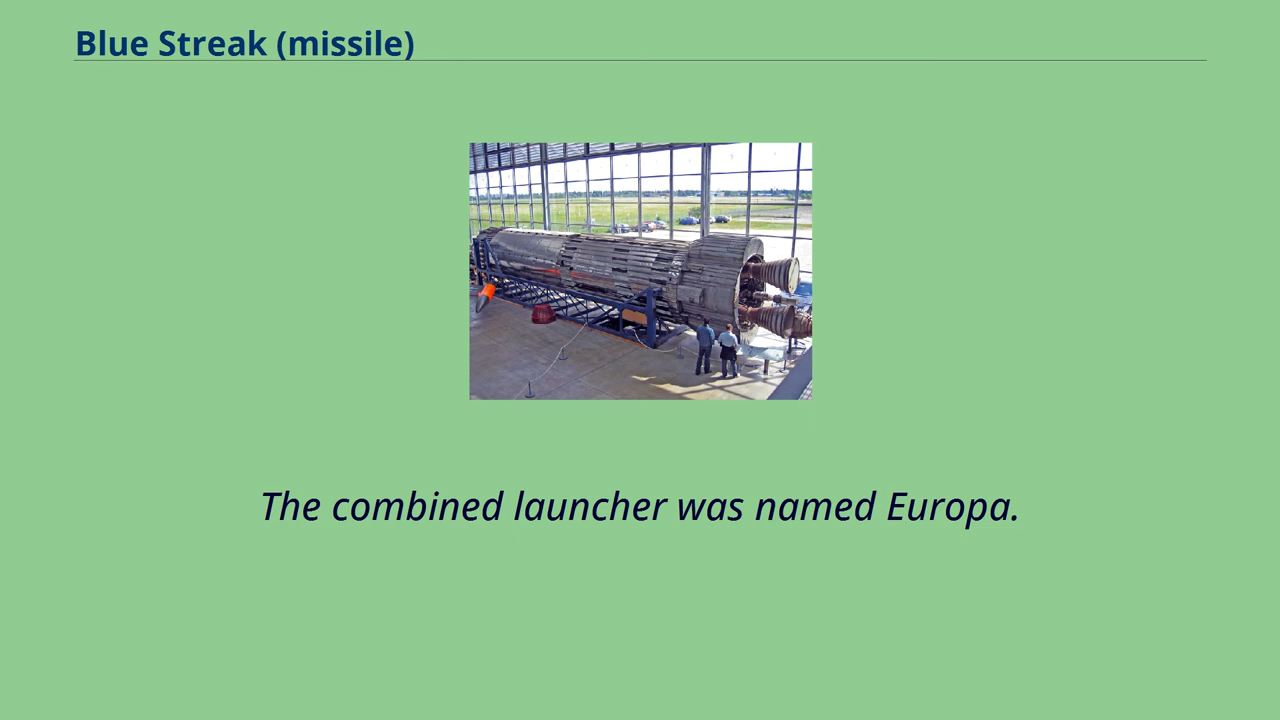 Blue Streak (missile)
The combined launcher was named Europa.